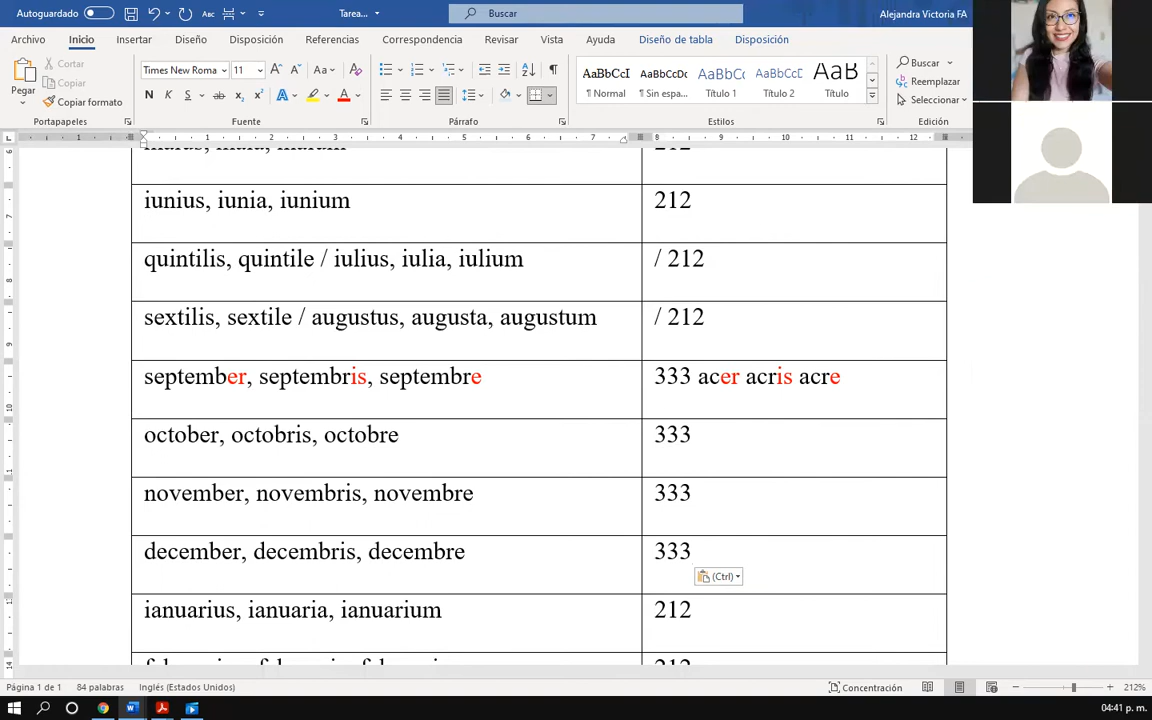 Autoguardado
Tarea...
Buscar
Alejandra Victoria FA
Archivo Inicio Insertar Diseño Disposición Referencias Correspondencia Revisar Vista Ayuda Diseño de tabla Disposición
Pegar
Cortar
Copiar
Copiar formato
Portapapeles
Times New Roma 11
Fuente
Párrafo
AaBbCcI AaBbCcDc AaBbCc AaBbCcD AaB
¶ Normal ¶ Sin espa... Título 1 Título 2 Título
Estilos
Buscar
Reemplazar
Seleccionar
Edición
iunius, iunia, iunium 212
quintilis, quintile / iulius, iulia, iulium / 212
sextilis, sextile / augustus, augusta, augustum / 212
september, septembris, septembre 333 acer acris acre
october, octobris, octobre 333
november, novembris, novembre 333
december, decembris, decembre 333
(Ctrl)
ianuarius, ianuaria, ianuarium 212
Página 1 de 1 84 palabras Inglés (Estados Unidos) Concentración 212%
04:41 p. m.